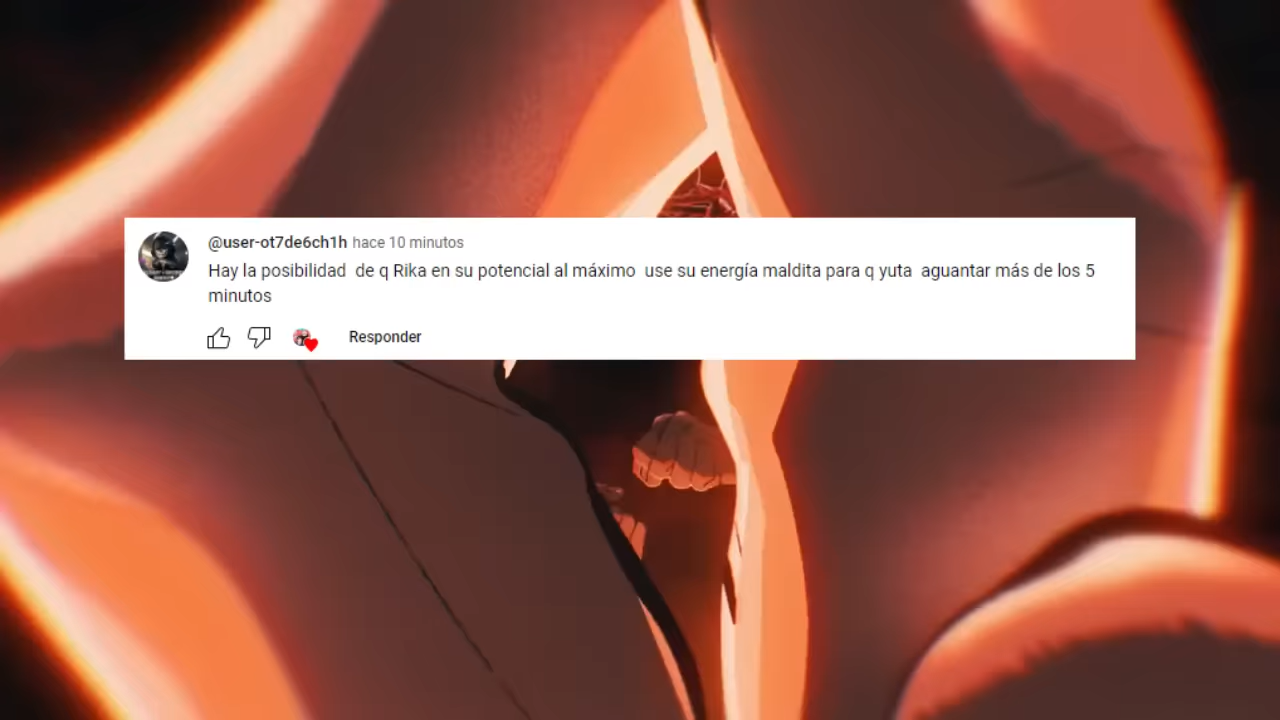 @user-ot7de6ch1h hace 10 minutos
Hay la posibilidad de q Rika en su potencial al máximo use su energía maldita para q yuta aguantar más de los 5
minutos
Responder